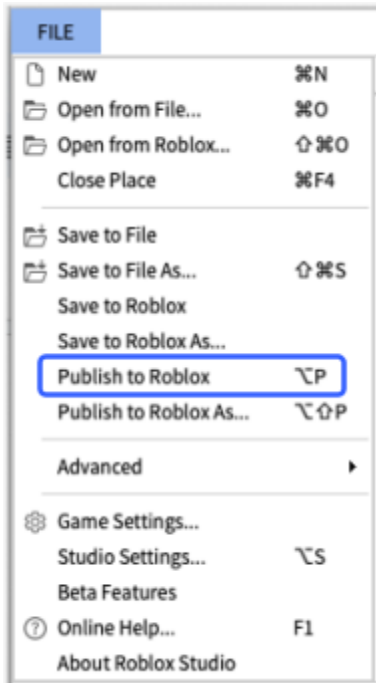 FILE
New ⌘N
Open from File... ⌘O
Open from Roblox... ⇧⌘O
Close Place ⌘F4
Save to File
Save to File As... ⇧⌘S
Save to Roblox
Save to Roblox As...
Publish to Roblox ⌥P
Publish to Roblox As... ⌥⇧P
Advanced
Game Settings...
Studio Settings... ⌥S
Beta Features
Online Help... F1
About Roblox Studio